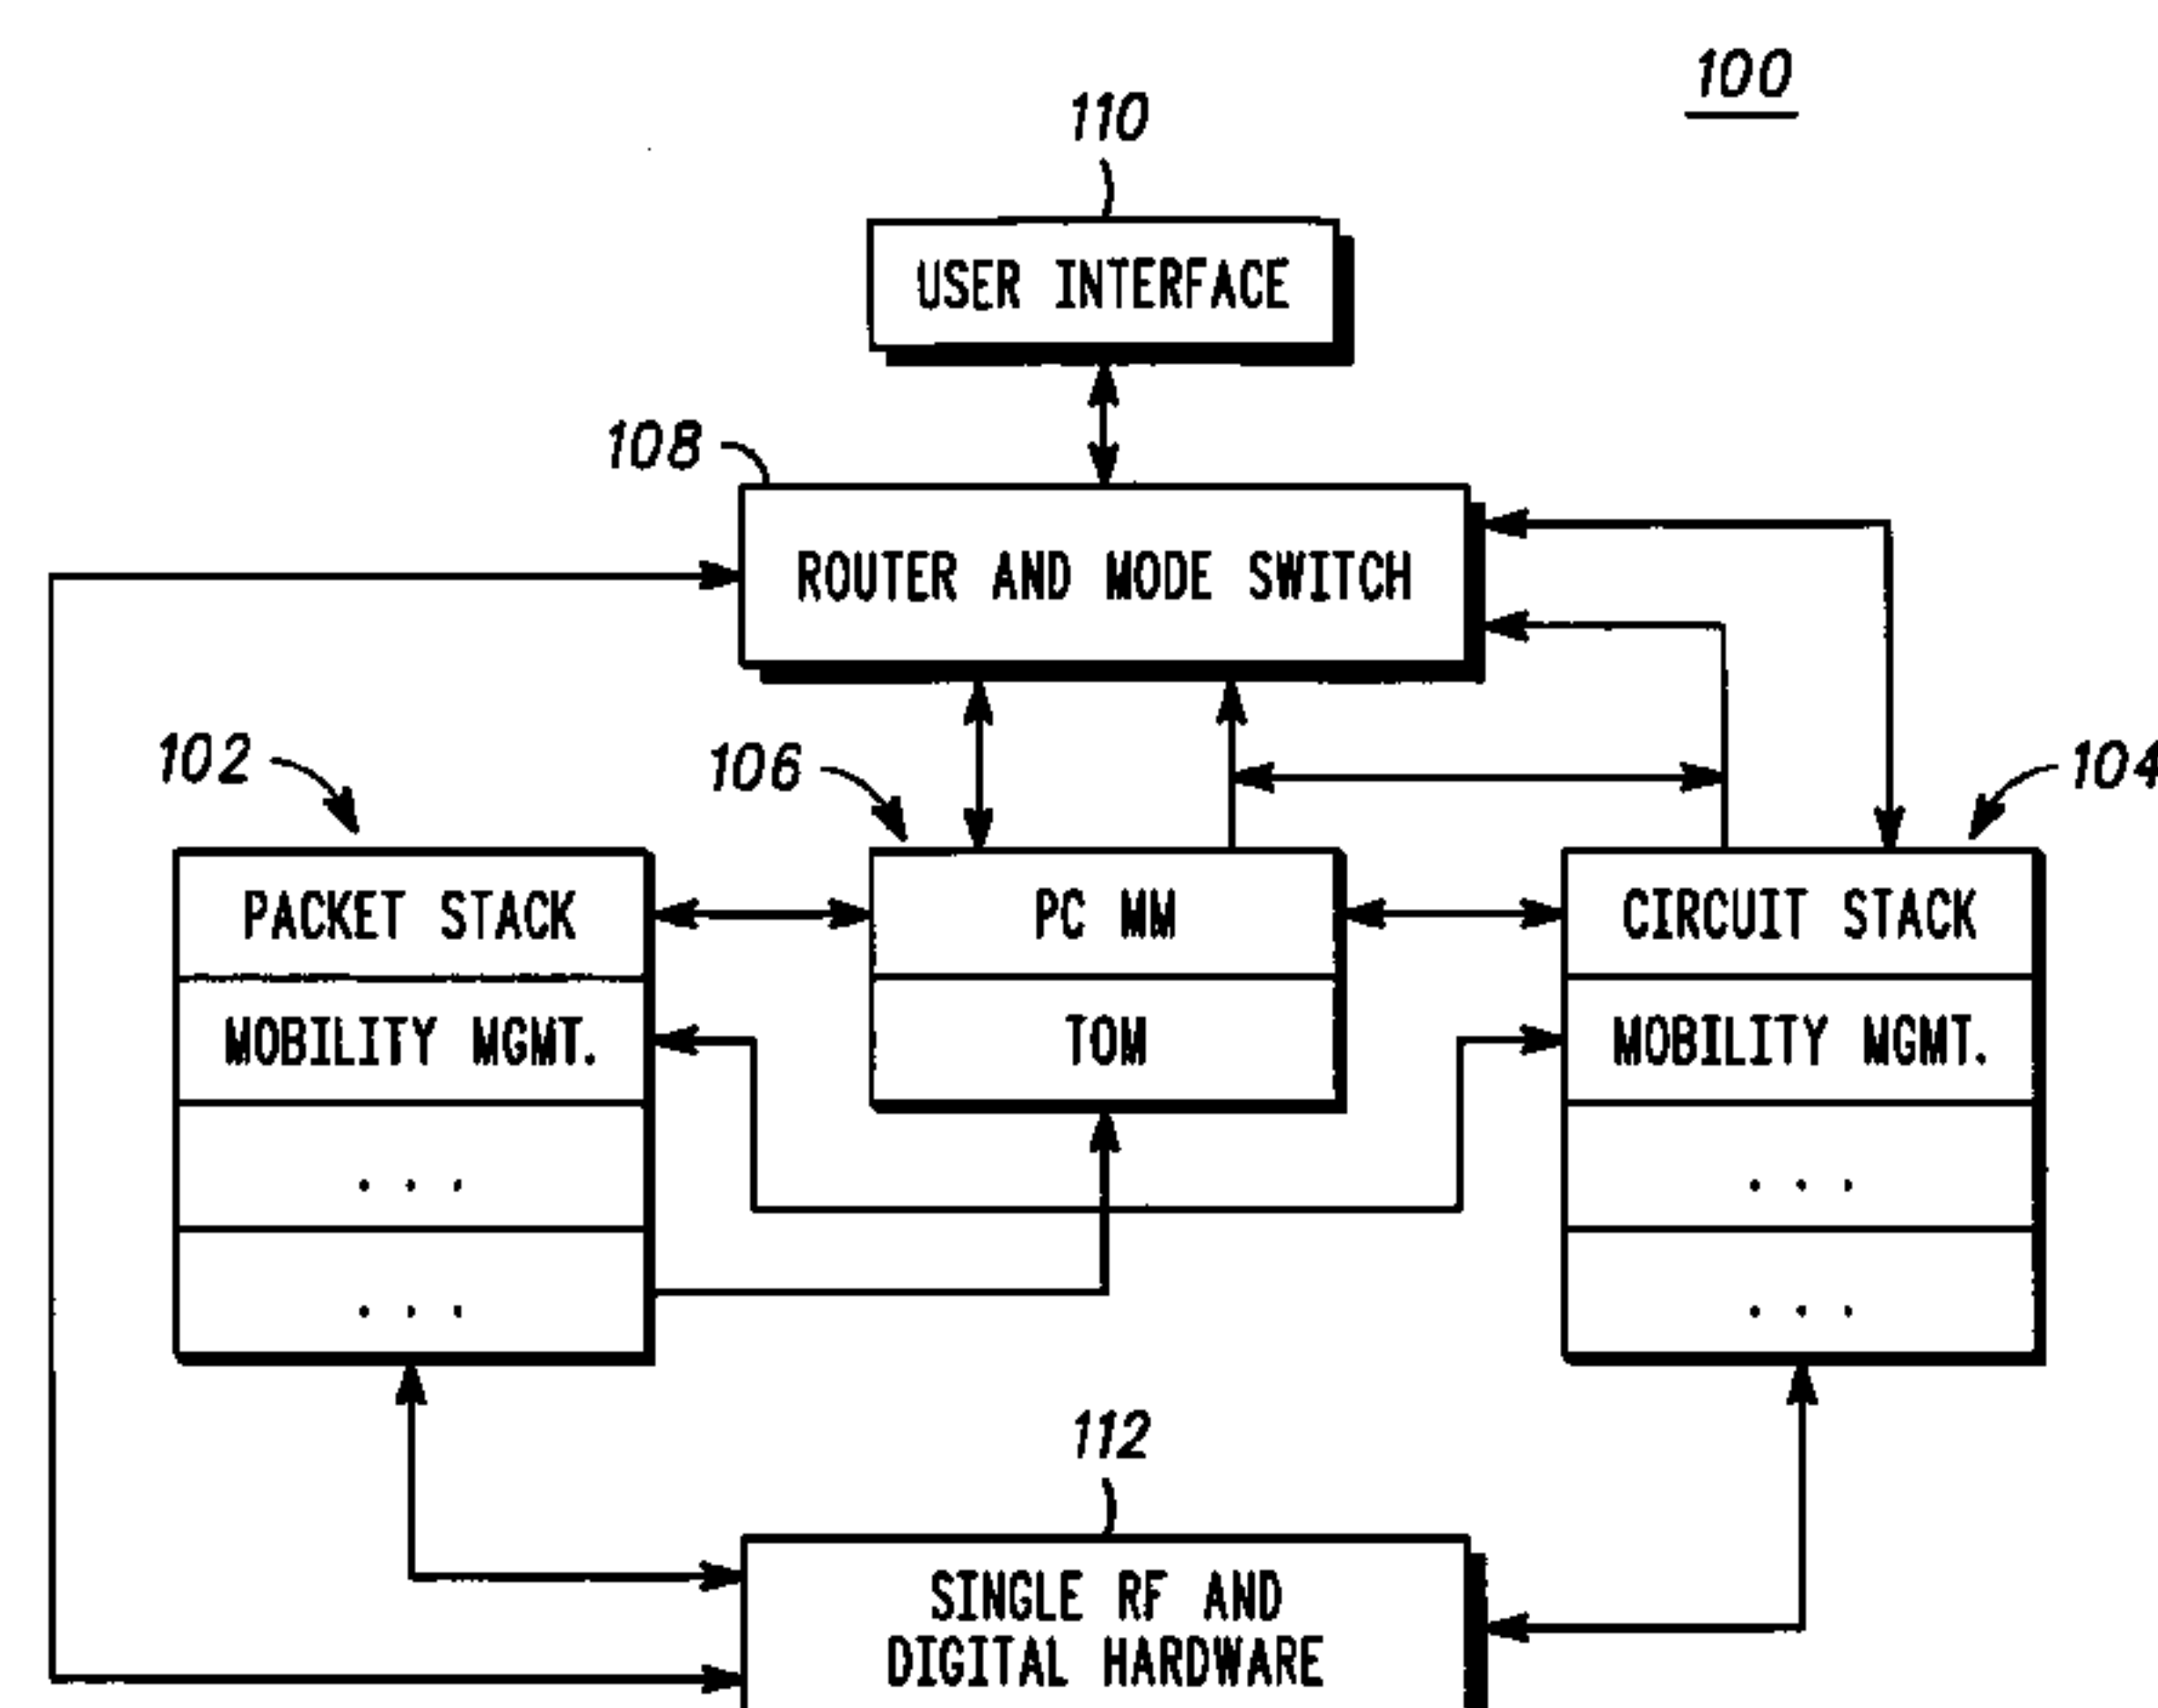 100
110
USER INTERFACE
108
ROUTER AND MODE SWITCH
102
106
104
PACKET STACK
PC MM
CIRCUIT STACK
MOBILITY MGMT.
TOM
MOBILITY MGMT.
. . .
. . .
. . .
. . .
112
SINGLE RF AND
DIGITAL HARDWARE